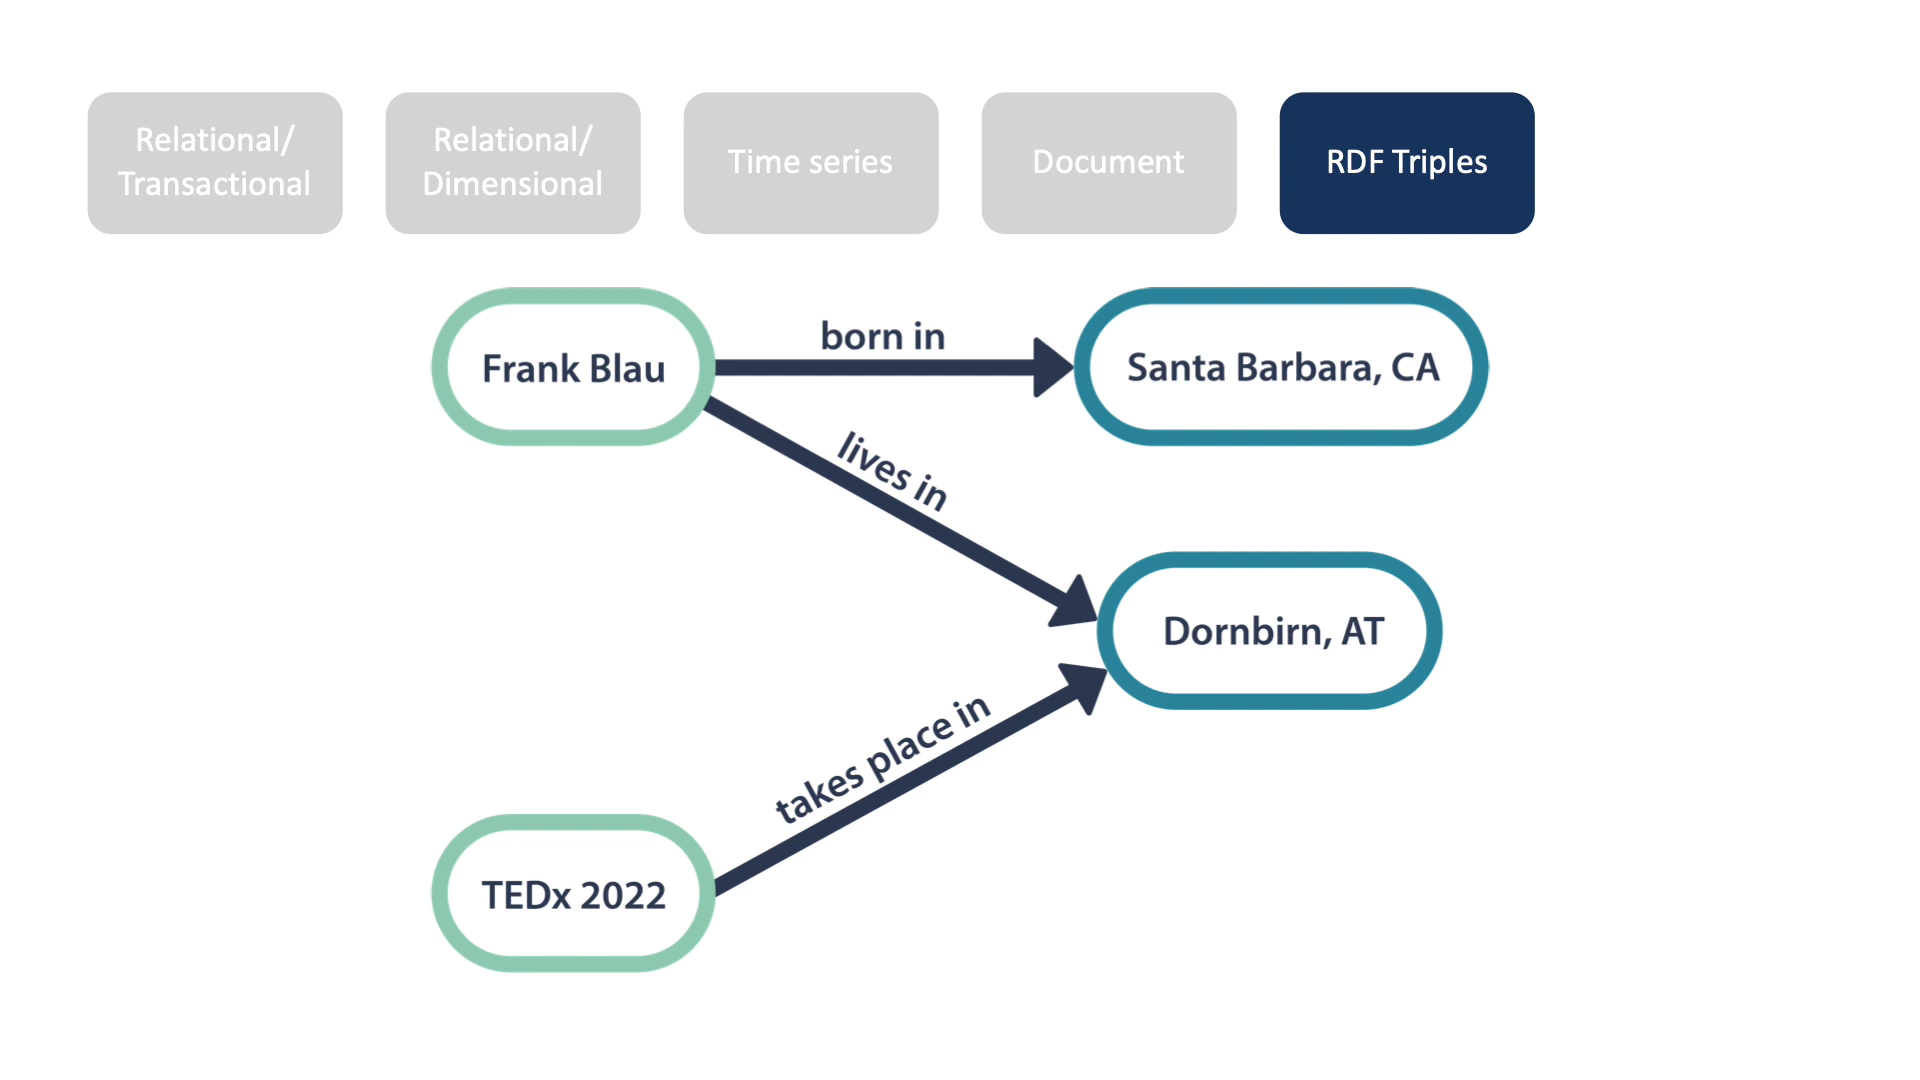 Relational/
Transactional
Relational/
Dimensional
Time series
Document
RDF Triples
Frank Blau
born in
Santa Barbara, CA
lives in
Dornbirn, AT
takes place in
TEDx 2022